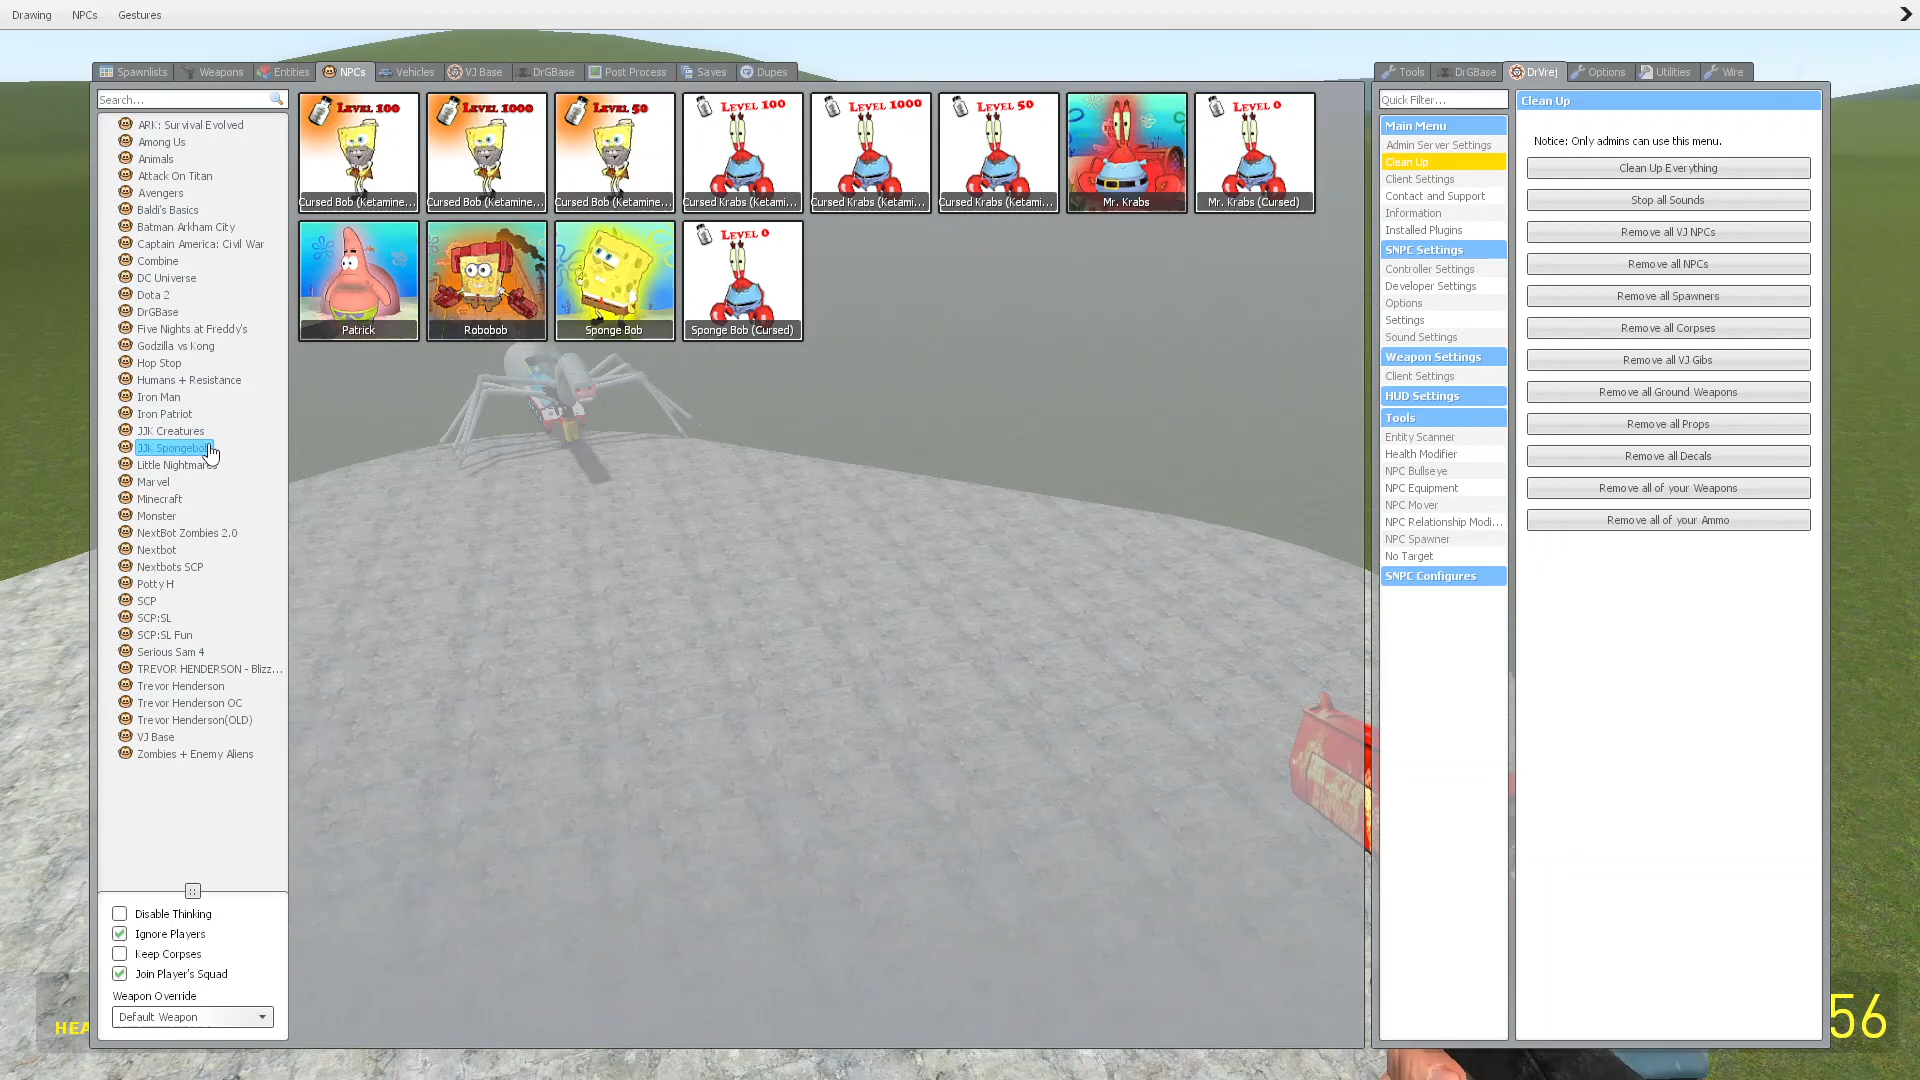 Drawing NPCs Gestures
Spawnlists Weapons Entities NPCs Vehicles VJ Base DrGBase Post Process Saves Dupes
Search...
ARK: Survival Evolved
Among Us
Animals
Attack On Titan
Avengers
Baldi's Basics
Batman Arkham City
Captain America: Civil War
Combine
DC Universe
Dota 2
DrGBase
Five Nights at Freddy's
Godzilla vs Kong
Hop Stop
Humans + Resistance
Iron Man
Iron Patriot
JJK Creatures
JJK Spongebob
Little Nightmares
Marvel
Minecraft
Monster
NextBot Zombies 2.0
Nextbot
Nextbots SCP
Potty H
SCP
SCP:SL
SCP:SL Fun
Serious Sam 4
TREVOR HENDERSON - Blizz...
Trevor Henderson
Trevor Henderson OC
Trevor Henderson(OLD)
VJ Base
Zombies + Enemy Aliens
Disable Thinking
Ignore Players
Keep Corpses
Join Player's Squad
Weapon Override
Default Weapon
LEVEL 100 LEVEL 1000 LEVEL 50 LEVEL 100 LEVEL 1000 LEVEL 50 LEVEL 0
Cursed Bob (Ketamine... Cursed Bob (Ketamine... Cursed Bob (Ketamine... Cursed Krabs (Ketami... Cursed Krabs (Ketami... Cursed Krabs (Ketami... Mr. Krabs Mr. Krabs (Cursed)
LEVEL 0
Patrick Robobob Sponge Bob Sponge Bob (Cursed)
Tools DrGBase DrVrej Options Utilities Wire
Quick Filter...
Main Menu
Admin Server Settings
Clean Up
Client Settings
Contact and Support
Information
Installed Plugins
SNPC Settings
Controller Settings
Developer Settings
Options
Settings
Sound Settings
Weapon Settings
Client Settings
HUD Settings
Tools
Entity Scanner
Health Modifier
NPC Bullseye
NPC Equipment
NPC Mover
NPC Relationship Modi...
NPC Spawner
No Target
SNPC Configures
Clean Up
Notice: Only admins can use this menu.
Clean Up Everything
Stop all Sounds
Remove all VJ NPCs
Remove all NPCs
Remove all Spawners
Remove all Corpses
Remove all VJ Gibs
Remove all Ground Weapons
Remove all Props
Remove all Decals
Remove all of your Weapons
Remove all of your Ammo
HEA
56